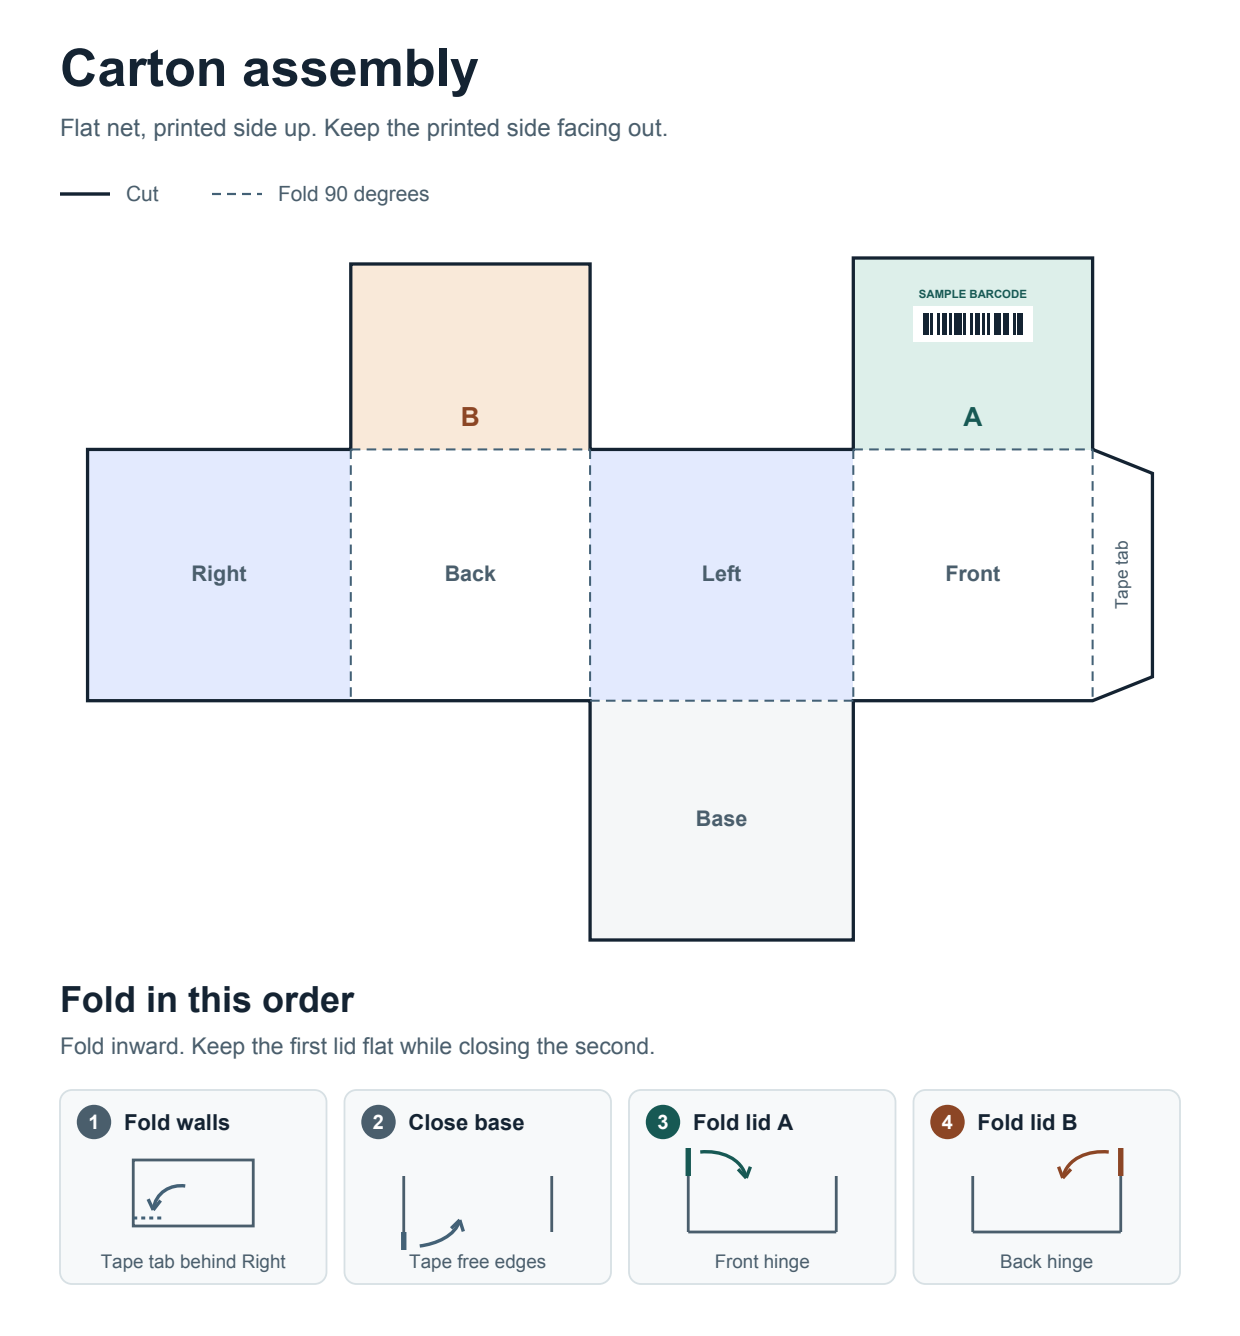 Carton assembly
Flat net, printed side up. Keep the printed side facing out.
Cut
Fold 90 degrees
SAMPLE BARCODE
B
A
Right
Back
Left
Front
Tape tab
Base
Fold in this order
Fold inward. Keep the first lid flat while closing the second.
1 Fold walls
Tape tab behind Right
2 Close base
Tape free edges
3 Fold lid A
Front hinge
4 Fold lid B
Back hinge